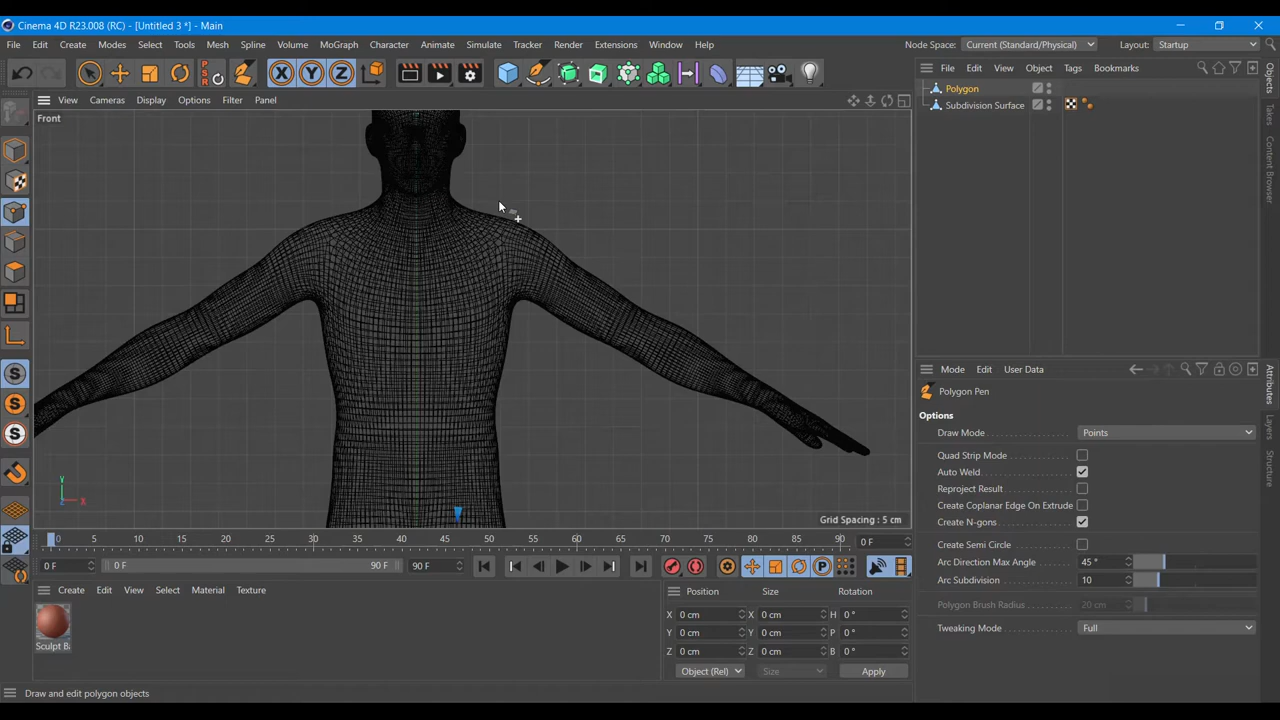 Cinema 4D R23.008 (RC) - [Untitled 3 *] - Main
File Edit Create Modes Select Tools Mesh Spline Volume MoGraph Character Animate Simulate Tracker Render Extensions Window Help Node Space: Current (Standard/Physical) Layout: Startup
X Y Z
P
S
R
File Edit View Object Tags Bookmarks
View Cameras Display Options Filter Panel
Front
Polygon
Subdivision Surface
Objects
Takes
Content Browser
Mode Edit User Data
Polygon Pen
Options
Draw Mode Points
Quad Strip Mode
Auto Weld
Reproject Result
Create Coplanar Edge On Extrude
Create N-gons
Create Semi Circle
Arc Direction Max Angle 45 °
Arc Subdivision 10
Polygon Brush Radius 20 cm
Tweaking Mode Full
Attributes
Layers
Structure
S
S
S
Y
Z X
Grid Spacing : 5 cm
0 5 10 15 20 25 30 35 40 45 50 55 60 65 70 75 80 85 90 0 F
0 F 0 F 90 F 90 F P
Create Edit View Select Material Texture
Sculpt B
Position Size Rotation
X 0 cm X 0 cm H 0 °
Y 0 cm Y 0 cm P 0 °
Z 0 cm Z 0 cm B 0 °
Object (Rel) Size Apply
Draw and edit polygon objects